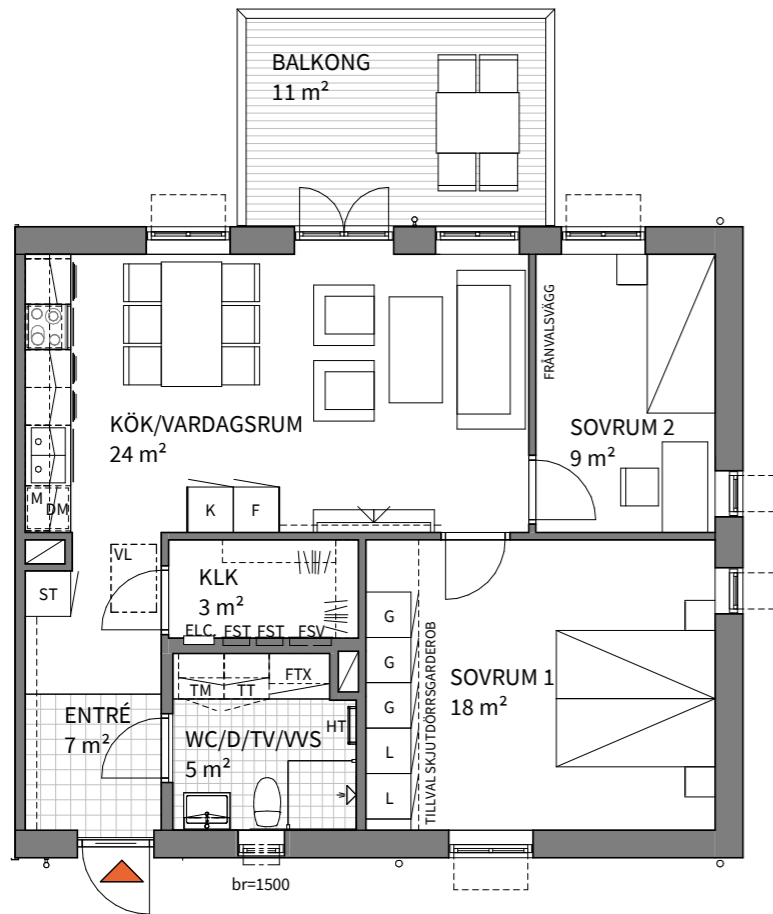 BALKONG
11 m²
FRÅNVALSVÄGG
KÖK/VARDAGSRUM
24 m²
SOVRUM 2
9 m²
M
DM
K
F
VL
KLK
3 m²
ST
ELC
FST
FST
FSV
G
G
G
L
L
TILLVAL SKJUTDÖRRSGARDEROB
SOVRUM 1
18 m²
TM
TT
FTX
ENTRÉ
7 m²
WC/D/TV/VVS
5 m²
HT
br=1500